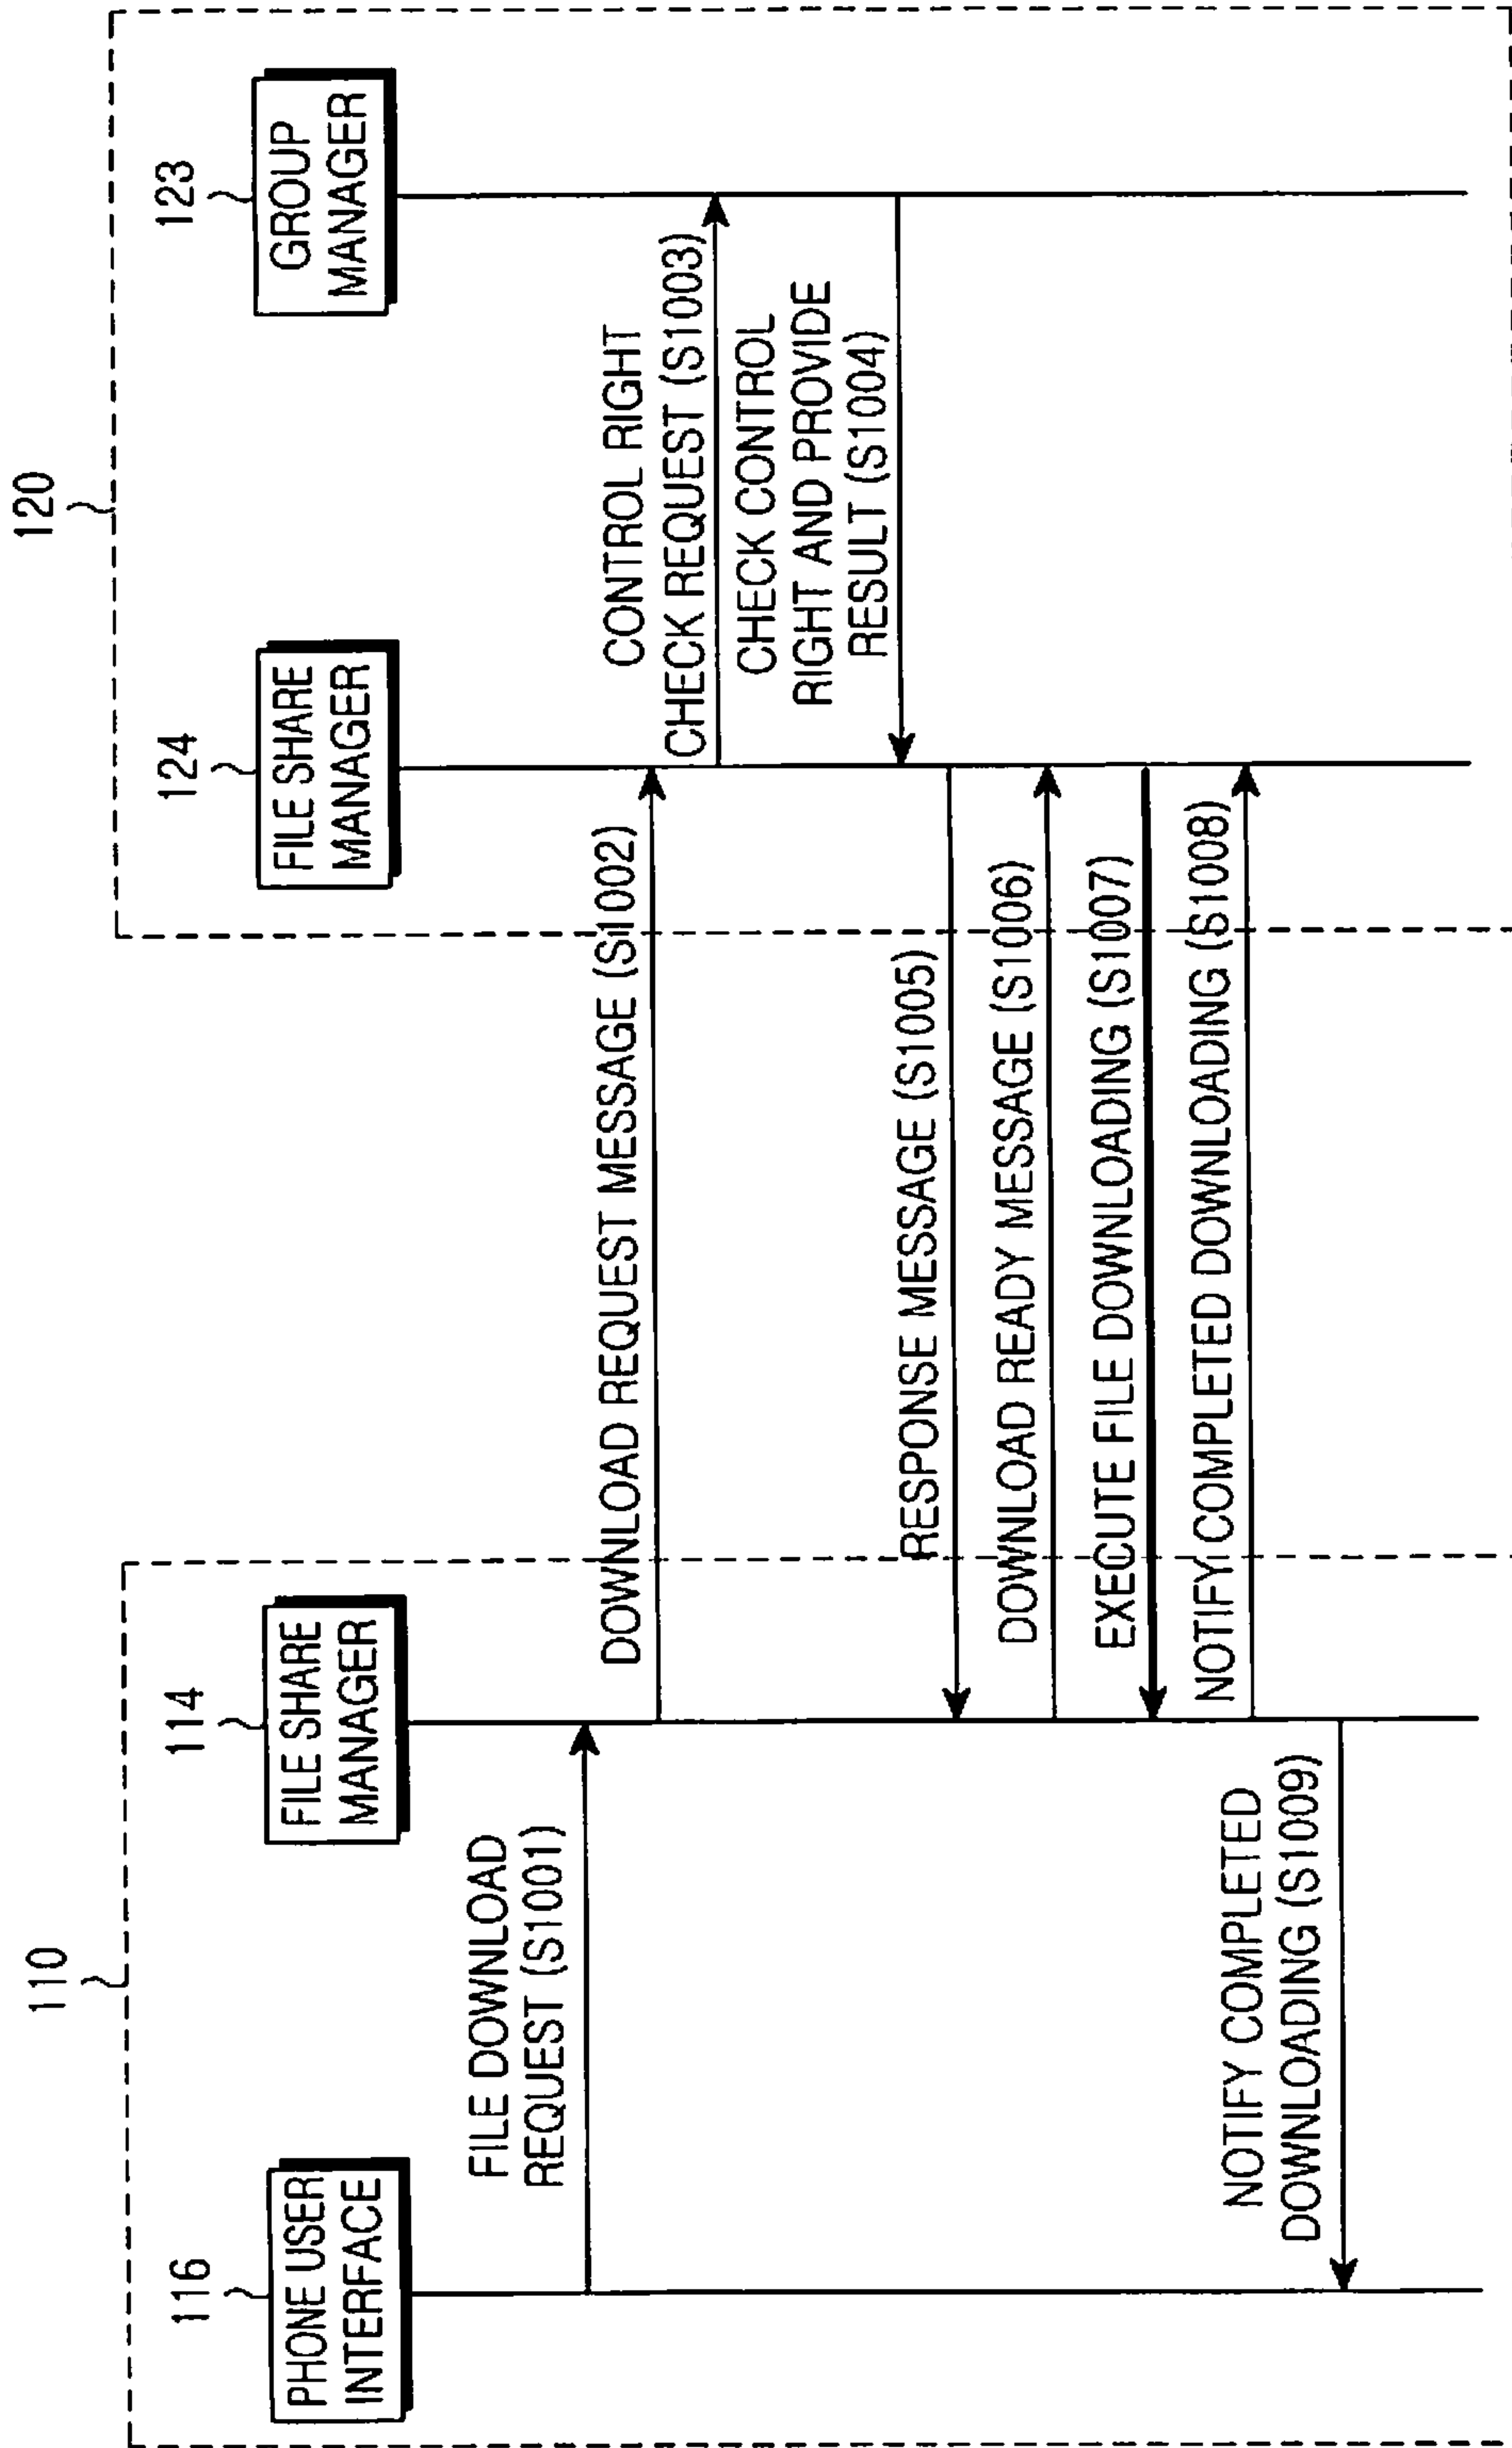 110
120
116
PHONE USER
INTERFACE
114
FILE SHARE
MANAGER
124
FILE SHARE
MANAGER
123
GROUP
MANAGER
FILE DOWNLOAD
REQUEST (S1001)
DOWNLOAD REQUEST MESSAGE (S1002)
CONTROL RIGHT
CHECK REQUEST (S1003)
CHECK CONTROL
RIGHT AND PROVIDE
RESULT (S1004)
RESPONSE MESSAGE (S1005)
DOWNLOAD READY MESSAGE (S1006)
EXECUTE FILE DOWNLOADING (S1007)
NOTIFY COMPLETED DOWNLOADING (S1008)
NOTIFY COMPLETED
DOWNLOADING (S1009)